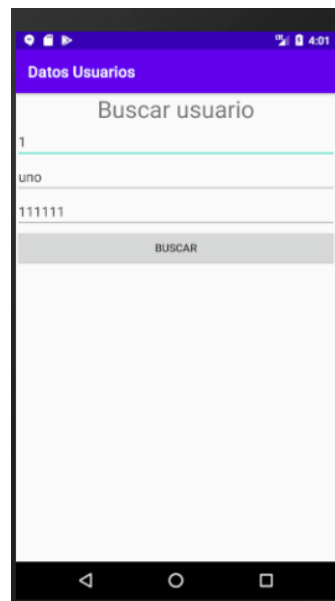 4:01
Datos Usuarios
Buscar usuario
1
uno
111111
BUSCAR